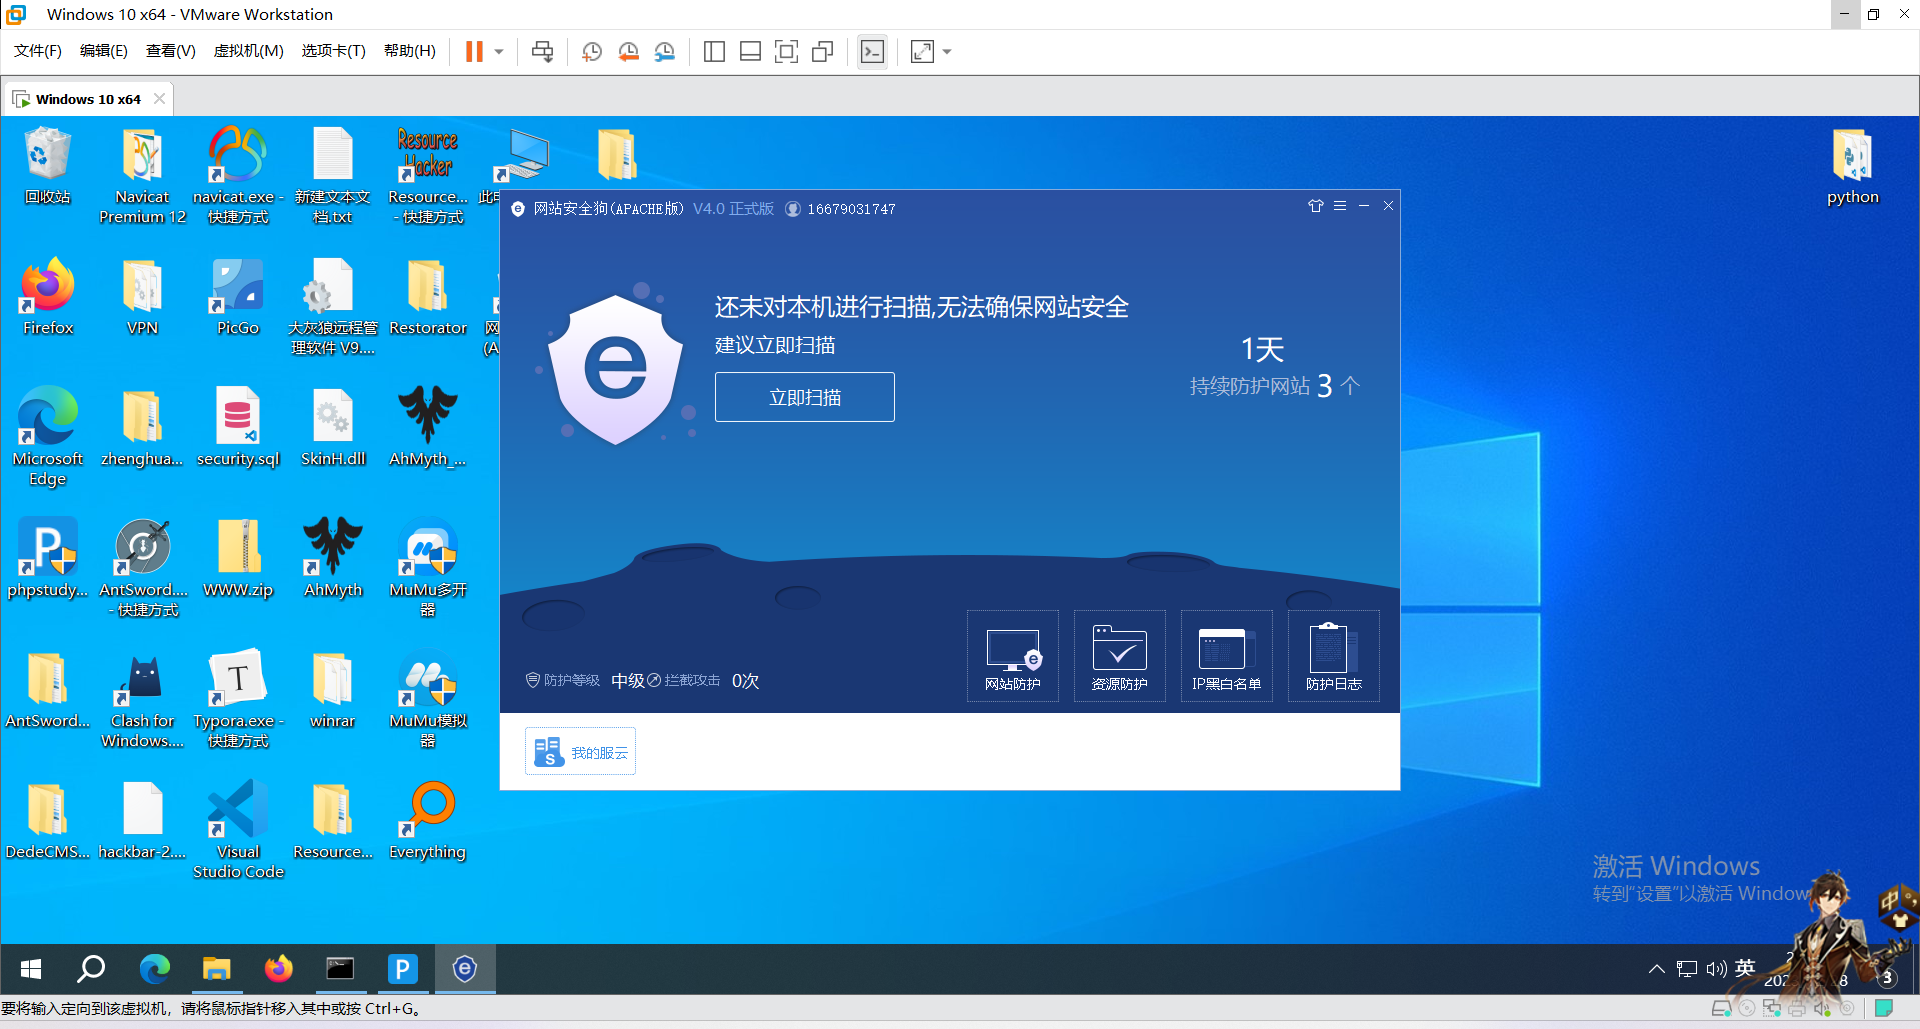 Windows 10 x64 - VMware Workstation
文件(F) 编辑(E) 查看(V) 虚拟机(M) 选项卡(T) 帮助(H)
Windows 10 x64
回收站
Navicat
Premium 12
navicat.exe -
快捷方式
新建文本文
档.txt
Resource
Hacker
Resource...
- 快捷方式
python
网站安全狗(APACHE版) V4.0 正式版 16679031747
Firefox
VPN
PicGo
大灰狼远程管
理软件 V9....
Restorator
网
(A
还未对本机进行扫描,无法确保网站安全
建议立即扫描
立即扫描
1天
持续防护网站 3 个
Microsoft
Edge
zhenghua...
security.sql
SkinH.dll
AhMyth_...
phpstudy...
AntSword....
- 快捷方式
WWW.zip
AhMyth
MuMu多开
器
防护等级 中级 拦截攻击 0次
网站防护
资源防护
IP黑白名单
防护日志
AntSword...
Clash for
Windows....
T
Typora.exe -
快捷方式
winrar
MuMu模拟
器
我的服云
DedeCMS...
hackbar-2....
Visual
Studio Code
Resource...
Everything
激活 Windows
转到"设置"以激活 Window
中
英
3
要将输入定向到该虚拟机，请将鼠标指针移入其中或按 Ctrl+G。